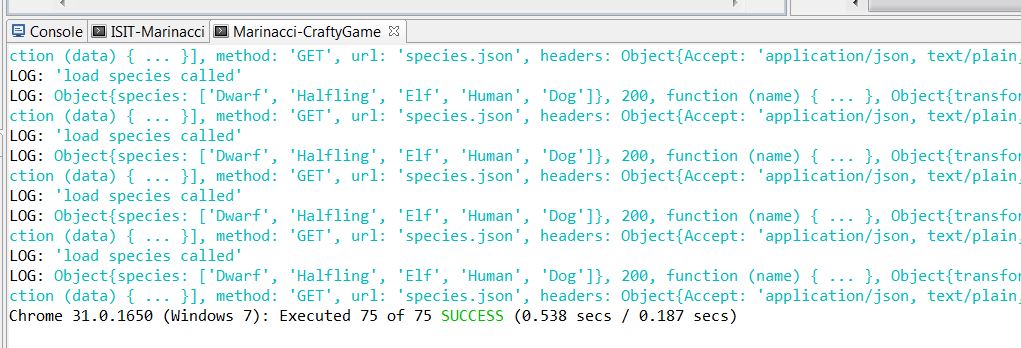 Console ISIT-Marinacci Marinacci-CraftyGame
ction (data) { ... }], method: 'GET', url: 'species.json', headers: Object{Accept: 'application/json, text/plain,
LOG: 'load species called'
LOG: Object{species: ['Dwarf', 'Halfling', 'Elf', 'Human', 'Dog']}, 200, function (name) { ... }, Object{transfor
ction (data) { ... }], method: 'GET', url: 'species.json', headers: Object{Accept: 'application/json, text/plain,
LOG: 'load species called'
LOG: Object{species: ['Dwarf', 'Halfling', 'Elf', 'Human', 'Dog']}, 200, function (name) { ... }, Object{transfor
ction (data) { ... }], method: 'GET', url: 'species.json', headers: Object{Accept: 'application/json, text/plain,
LOG: 'load species called'
LOG: Object{species: ['Dwarf', 'Halfling', 'Elf', 'Human', 'Dog']}, 200, function (name) { ... }, Object{transfor
ction (data) { ... }], method: 'GET', url: 'species.json', headers: Object{Accept: 'application/json, text/plain,
LOG: 'load species called'
LOG: Object{species: ['Dwarf', 'Halfling', 'Elf', 'Human', 'Dog']}, 200, function (name) { ... }, Object{transfor
ction (data) { ... }], method: 'GET', url: 'species.json', headers: Object{Accept: 'application/json, text/plain,
Chrome 31.0.1650 (Windows 7): Executed 75 of 75 SUCCESS (0.538 secs / 0.187 secs)